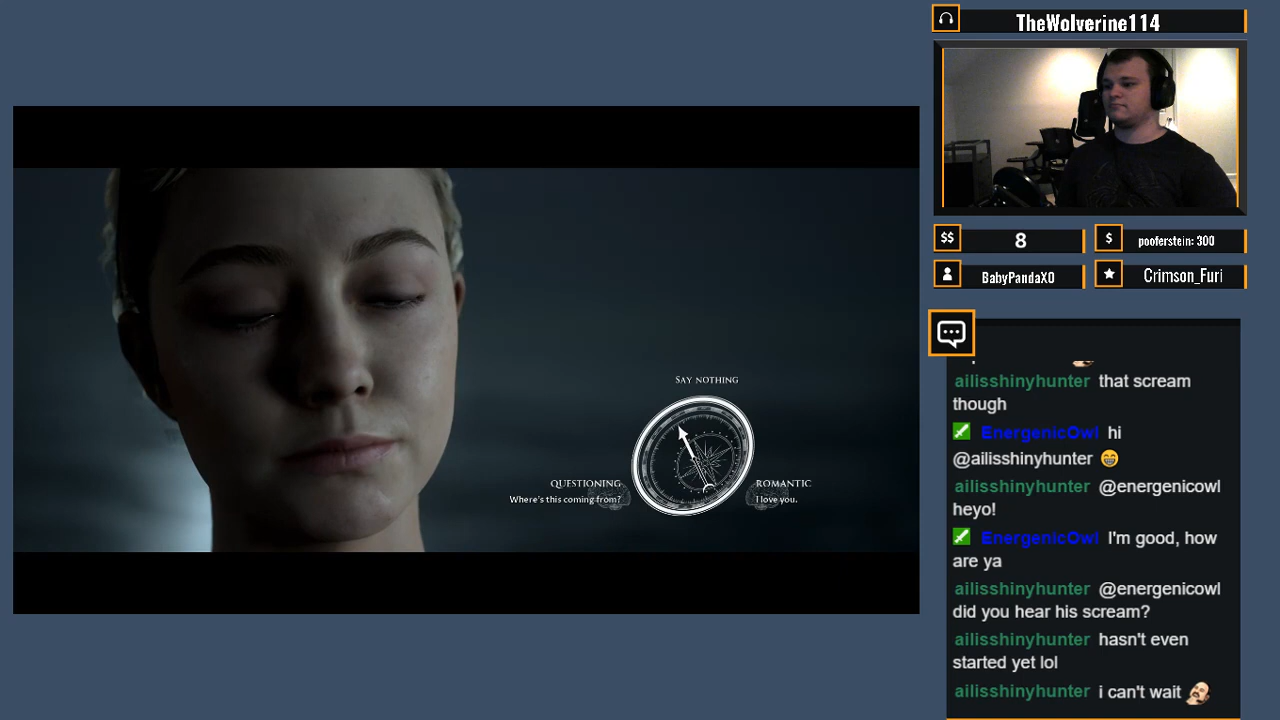 TheWolverine114
$$ 8
$ pooferstein: 300
BabyPandaXO
Crimson_Furi
SAY NOTHING
QUESTIONING
Where's this coming from?
ROMANTIC
I love you.
ailisshinyhunter that scream
though
EnergenicOwl hi
@ailisshinyhunter
ailisshinyhunter @energenicowl
heyo!
EnergenicOwl I'm good, how
are ya
ailisshinyhunter @energenicowl
did you hear his scream?
ailisshinyhunter hasn't even
started yet lol
ailisshinyhunter i can't wait